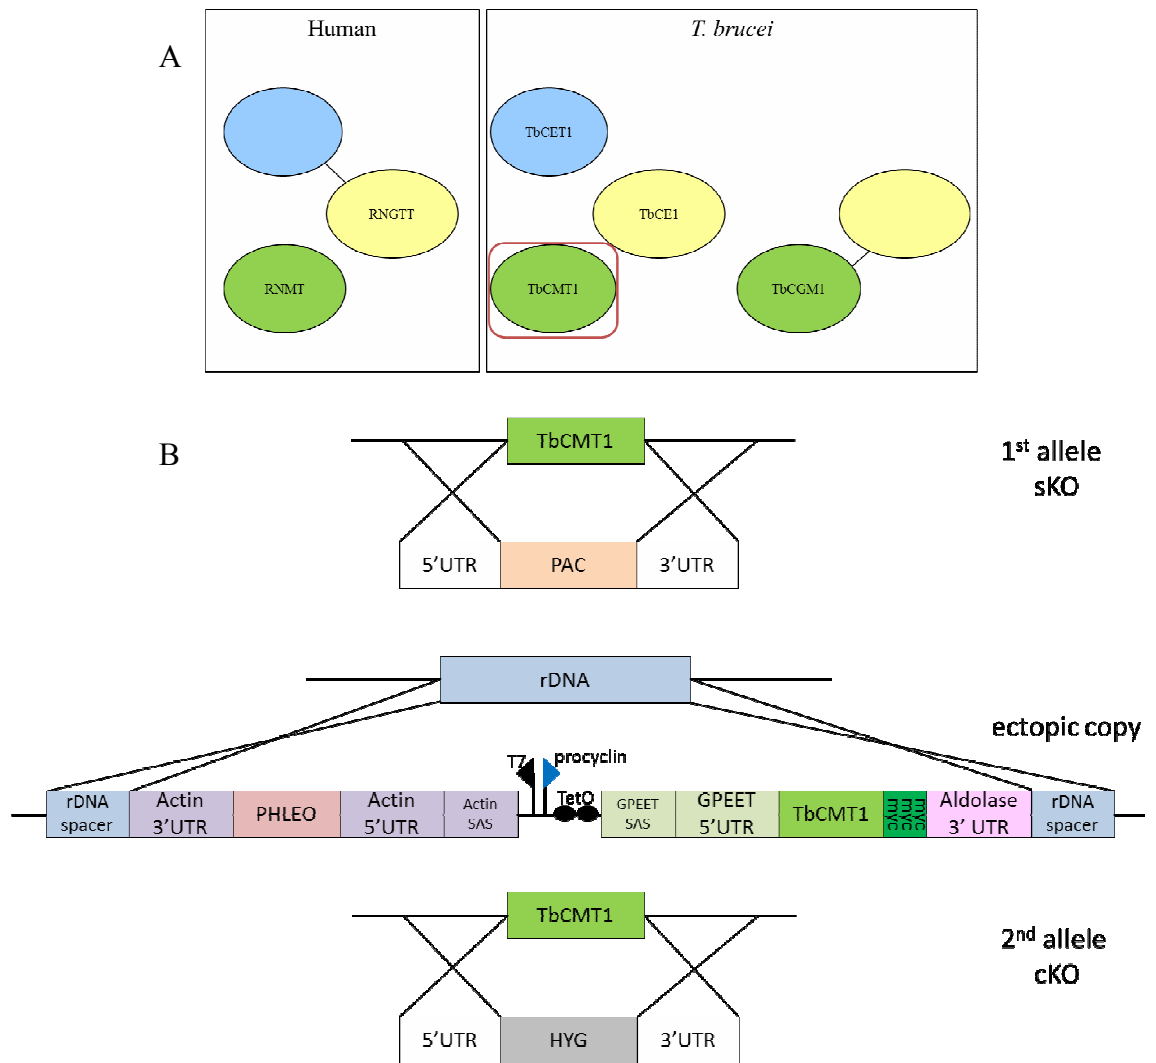 A
Human
T. brucei
TbCET1
RNGTT
TbCE1
RNMT
TbCMT1
TbCGM1
B
TbCMT1
1st allele
sKO
5'UTR
PAC
3'UTR
rDNA
ectopic copy
T7
procyclin
TetO
rDNA
spacer
Actin
3'UTR
PHLEO
Actin
5'UTR
Actin
SAS
GPEET
SAS
GPEET
5'UTR
TbCMT1
myc
myc
myc
Aldolase
3' UTR
rDNA
spacer
TbCMT1
2nd allele
cKO
5'UTR
HYG
3'UTR